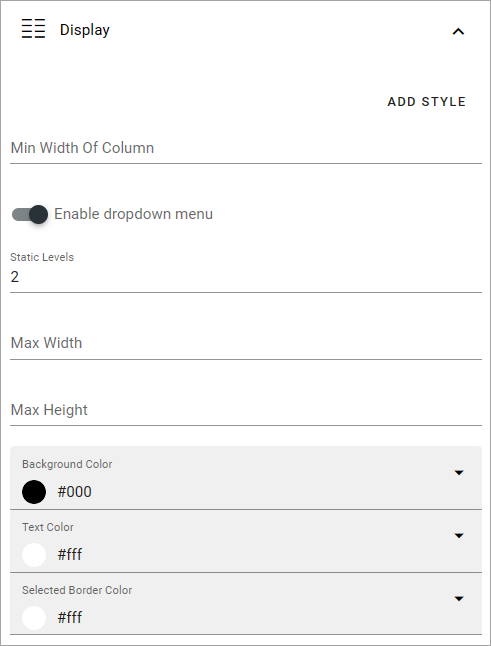 Display
ADD STYLE
Min Width Of Column
Enable dropdown menu
Static Levels
2
Max Width
Max Height
Background Color
#000
Text Color
#fff
Selected Border Color
#fff